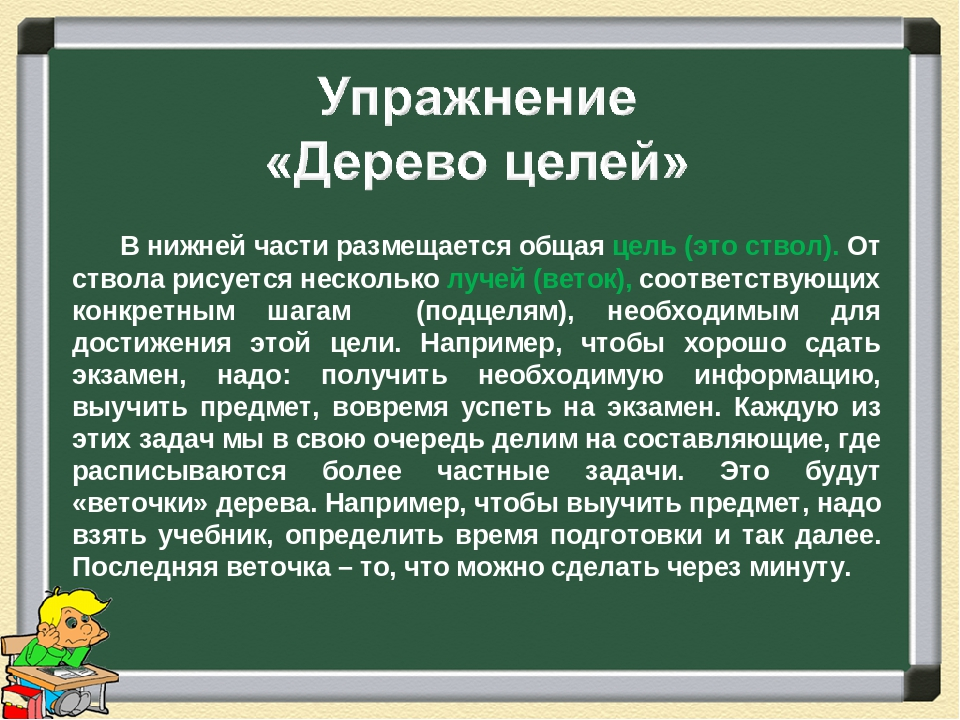 Упражнение
«Дерево целей»
В нижней части размещается общая цель (это ствол). От
ствола рисуется несколько лучей (веток), соответствующих
конкретным шагам (подцелям), необходимым для
достижения этой цели. Например, чтобы хорошо сдать
экзамен, надо: получить необходимую информацию,
выучить предмет, вовремя успеть на экзамен. Каждую из
этих задач мы в свою очередь делим на составляющие, где
расписываются более частные задачи. Это будут
«веточки» дерева. Например, чтобы выучить предмет, надо
взять учебник, определить время подготовки и так далее.
Последняя веточка – то, что можно сделать через минуту.